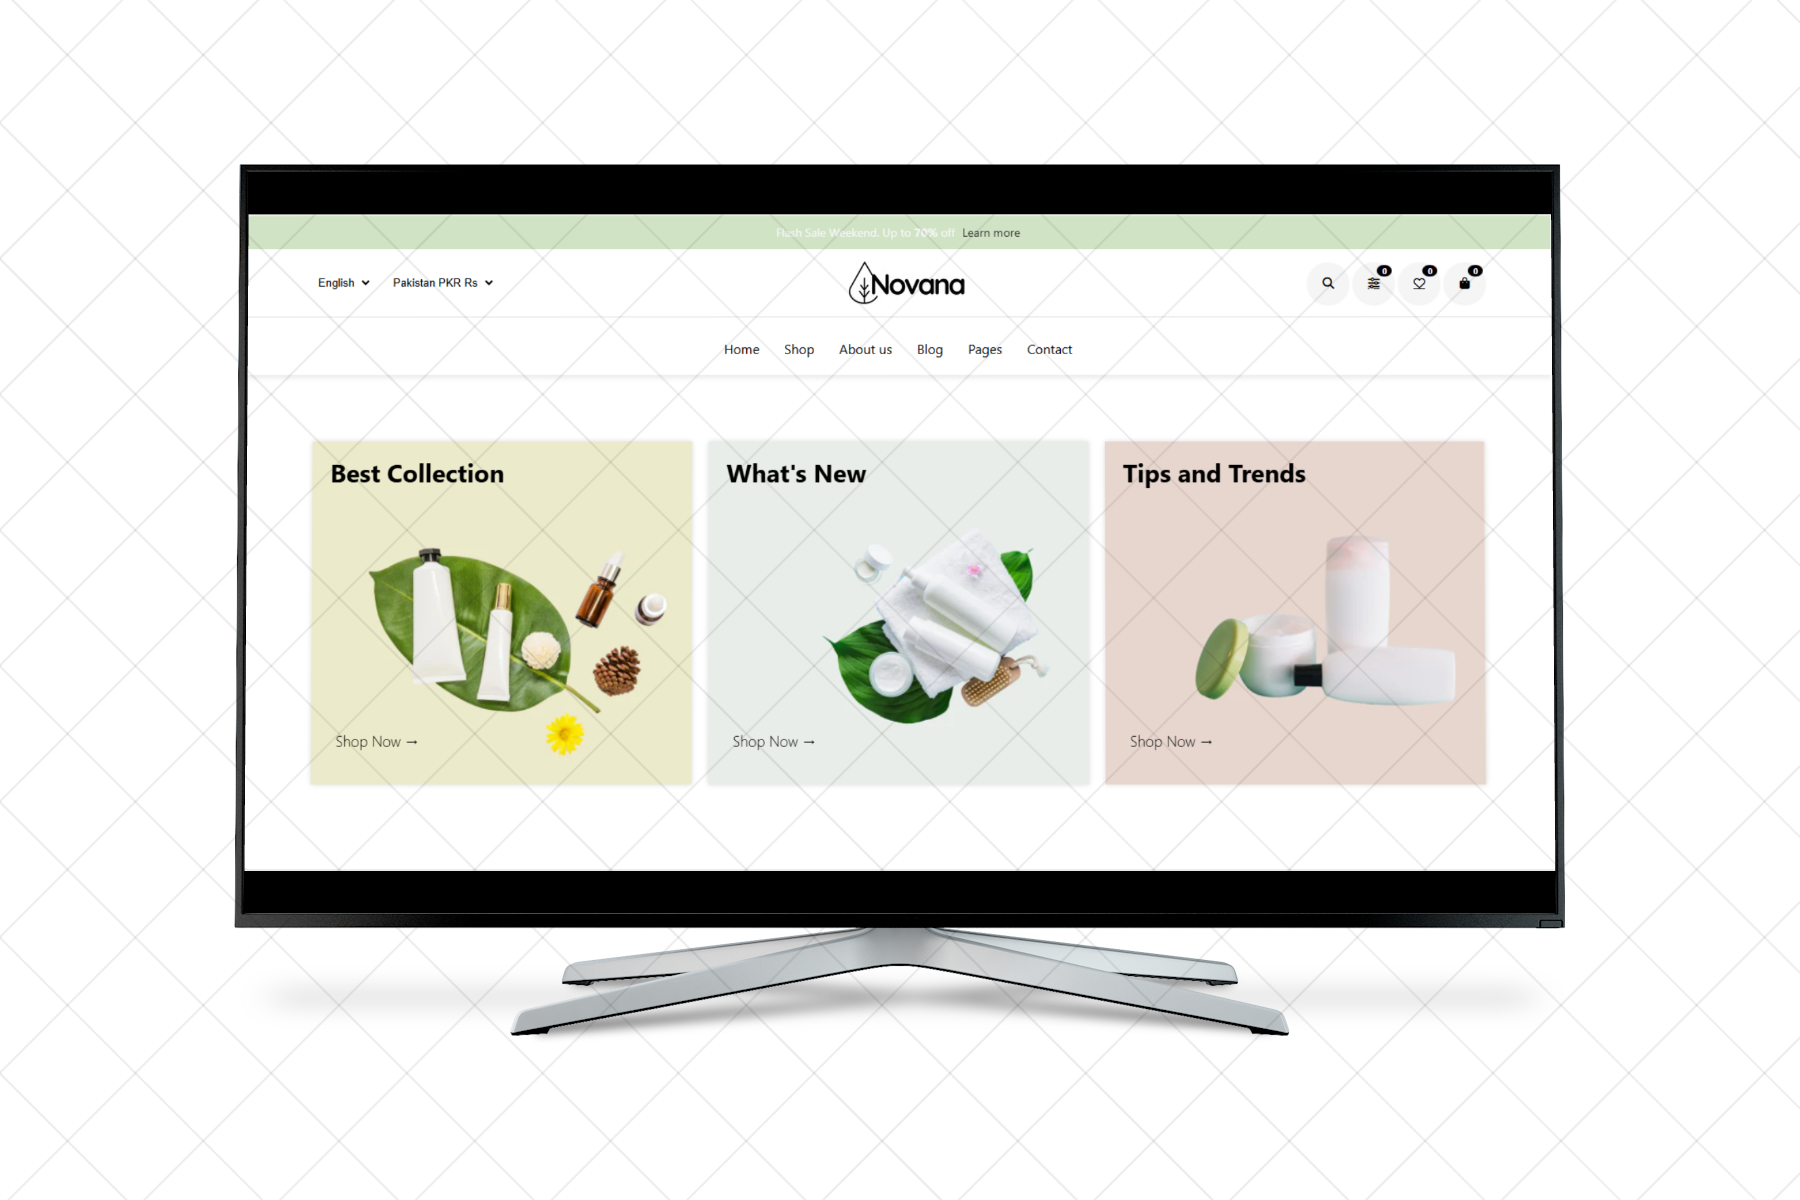 Flash Sale Weekend. Up to 70% off Learn more
English Pakistan PKR Rs Novana 0 0 0
Home Shop About us Blog Pages Contact
Best Collection What's New Tips and Trends
Shop Now → Shop Now → Shop Now →